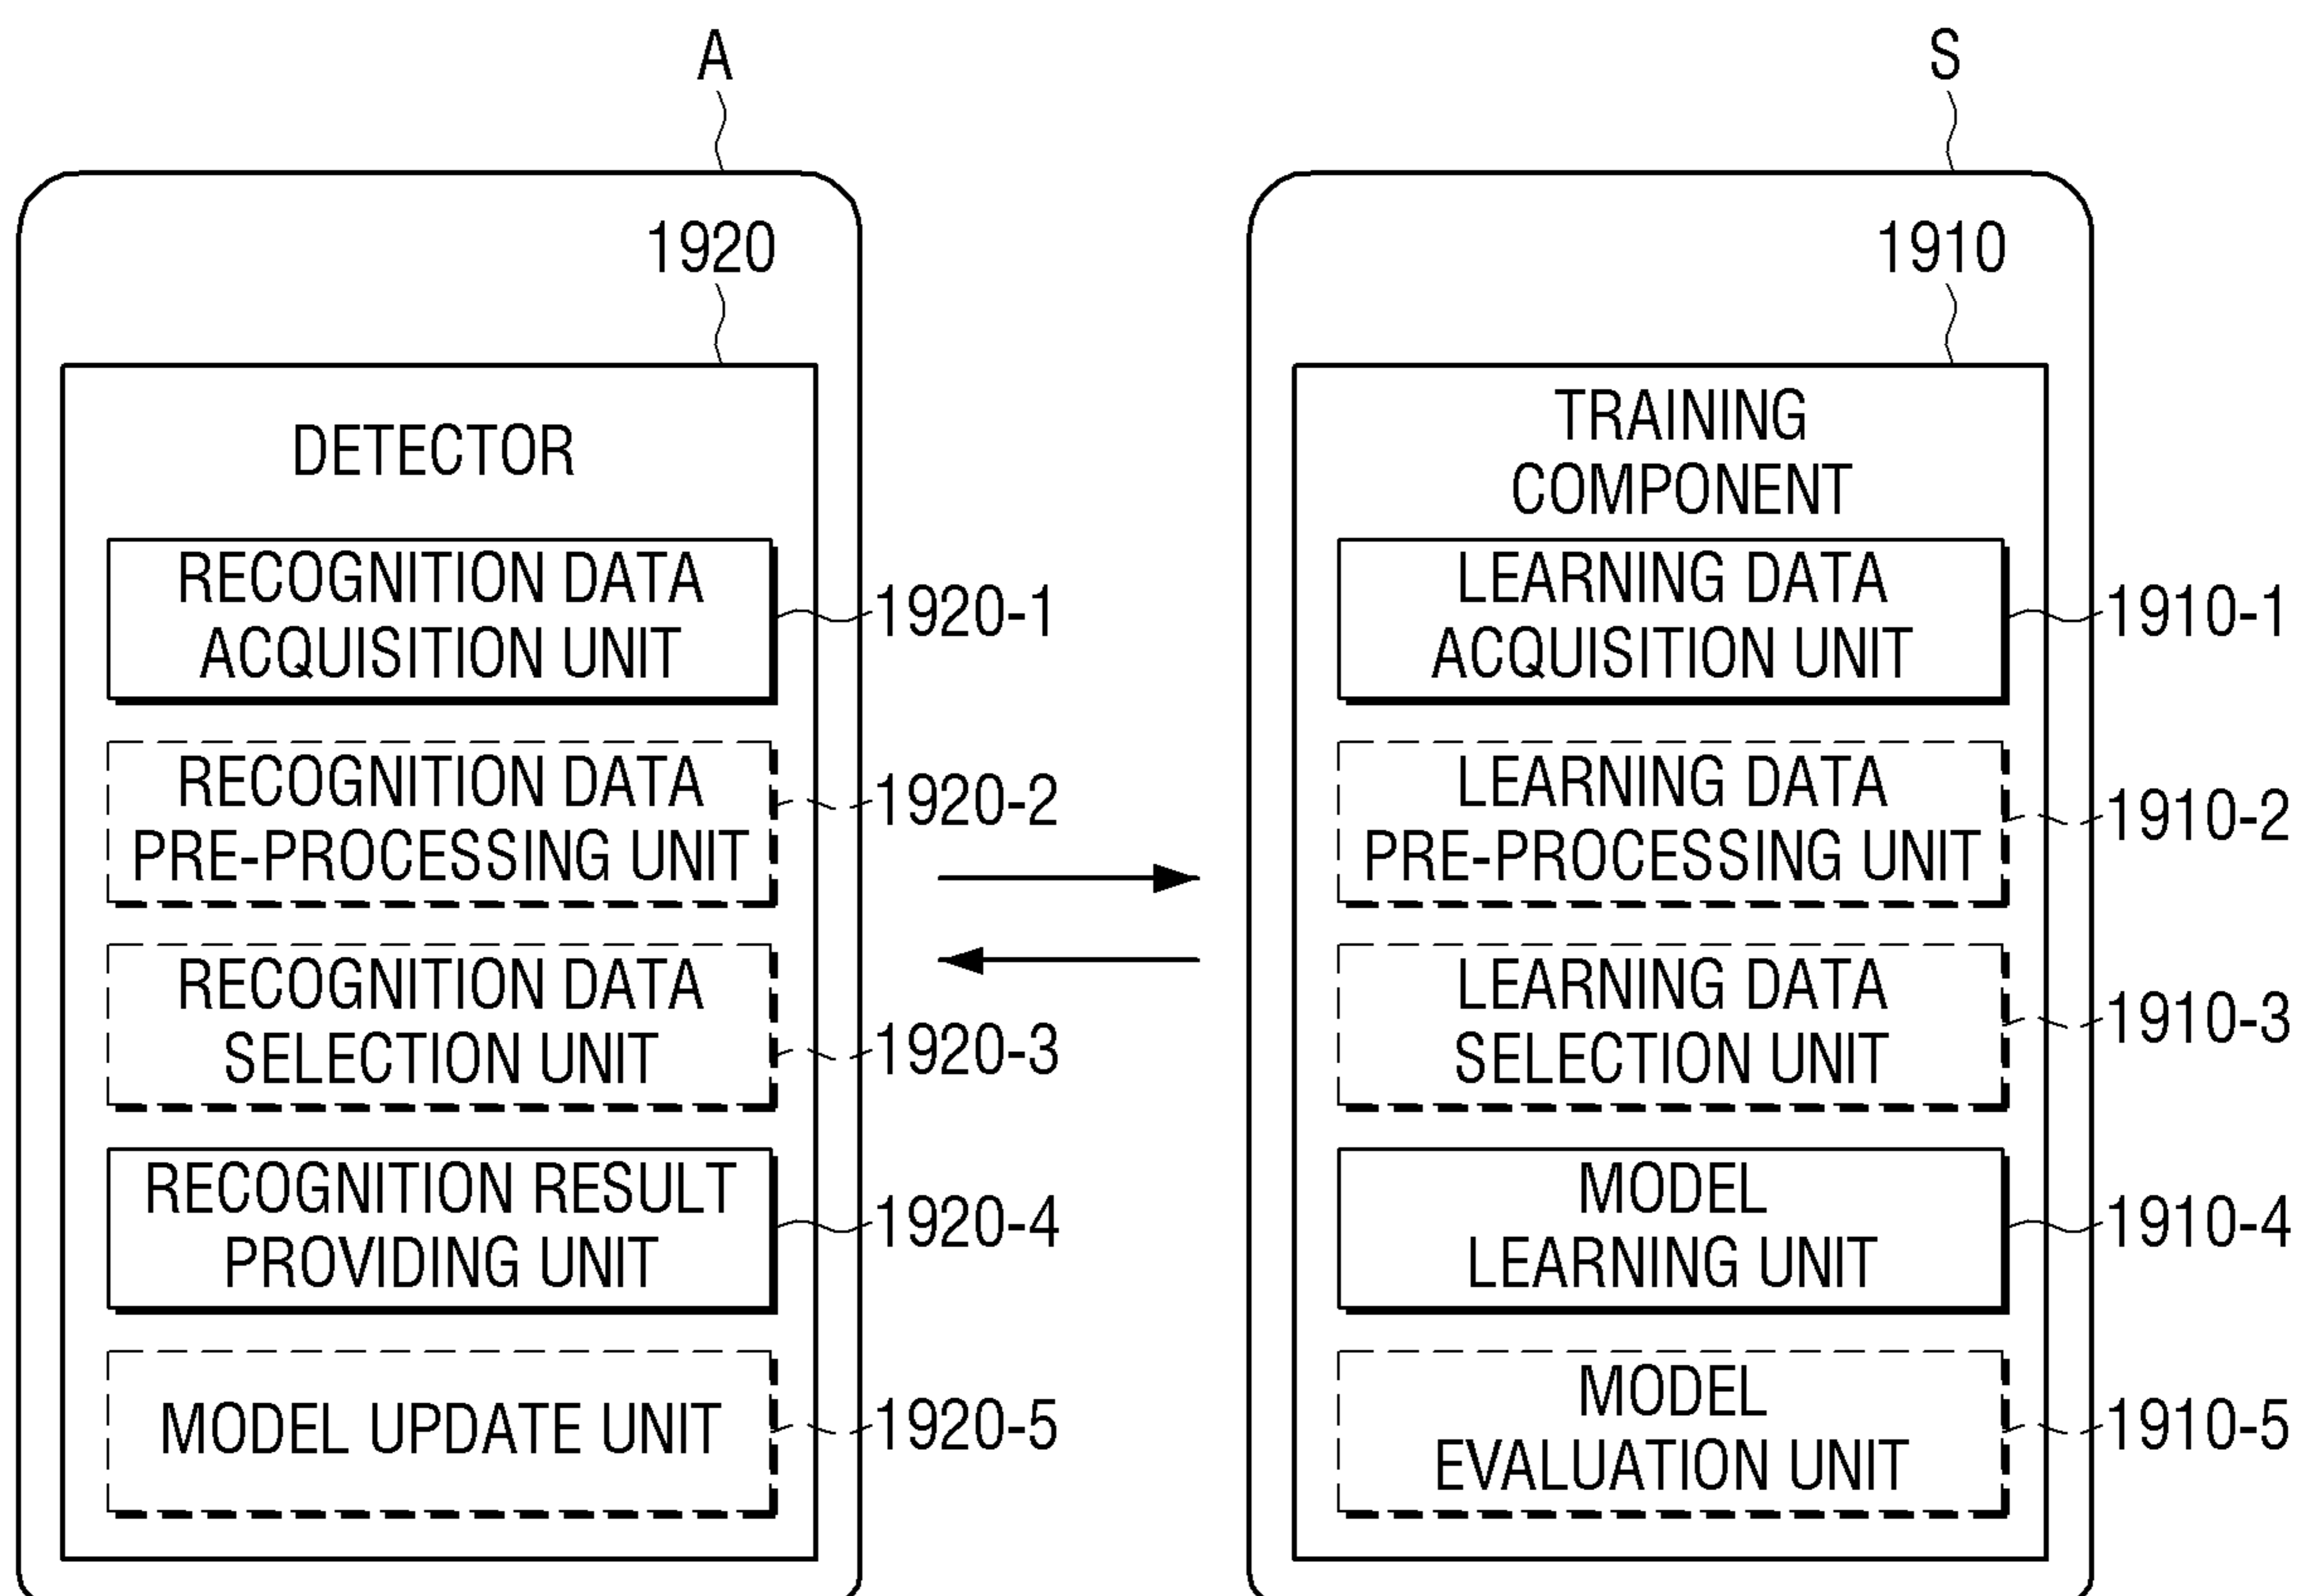 A
1920
DETECTOR
RECOGNITION DATA
ACQUISITION UNIT
1920-1
RECOGNITION DATA
PRE-PROCESSING UNIT
1920-2
RECOGNITION DATA
SELECTION UNIT
1920-3
RECOGNITION RESULT
PROVIDING UNIT
1920-4
MODEL UPDATE UNIT
1920-5
S
1910
TRAINING
COMPONENT
LEARNING DATA
ACQUISITION UNIT
1910-1
LEARNING DATA
PRE-PROCESSING UNIT
1910-2
LEARNING DATA
SELECTION UNIT
1910-3
MODEL
LEARNING UNIT
1910-4
MODEL
EVALUATION UNIT
1910-5